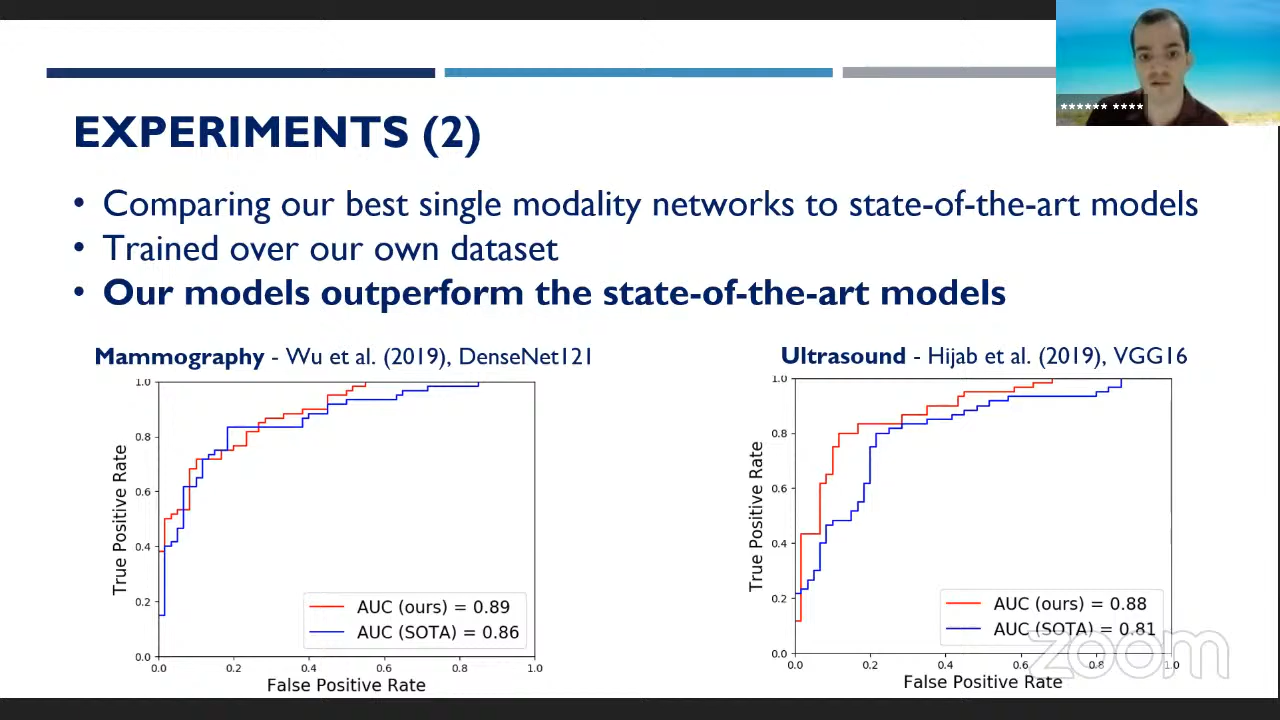 ****** ****
EXPERIMENTS (2)
• Comparing our best single modality networks to state-of-the-art models
• Trained over our own dataset
• Our models outperform the state-of-the-art models
Mammography - Wu et al. (2019), DenseNet121
1.0
0.8
0.6
0.4
0.2
0.0
True Positive Rate
AUC (ours) = 0.89
AUC (SOTA) = 0.86
0.0 0.2 0.4 0.6 0.8 1.0
False Positive Rate
Ultrasound - Hijab et al. (2019), VGG16
1.0
0.8
0.6
0.4
0.2
0.0
True Positive Rate
AUC (ours) = 0.88
AUC (SOTA) = 0.81
0.0 0.2 0.4 0.6 0.8 1.0
False Positive Rate
zoom